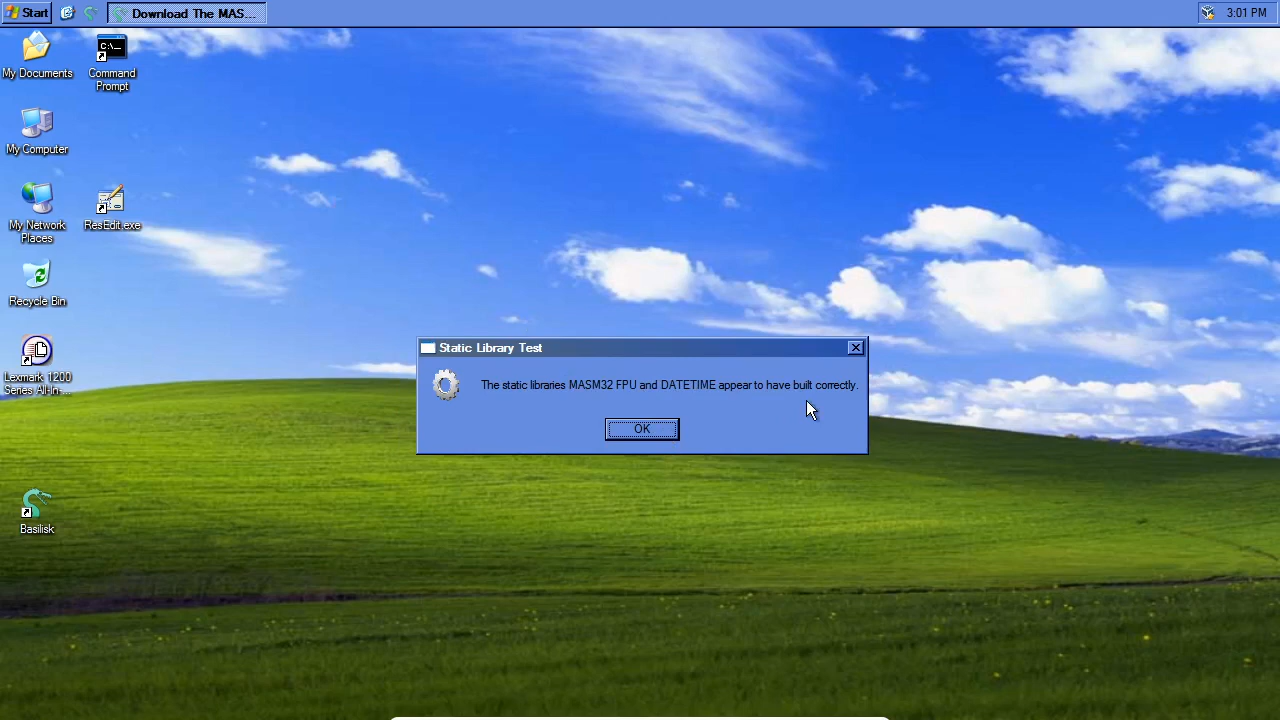 Start
Download The MAS...
3:01 PM
My Documents
C:\_
Command
Prompt
My Computer
My Network
Places
ResEdit.exe
Recycle Bin
Lexmark 1200
Series All-In-...
Basilisk
Static Library Test
The static libraries MASM32 FPU and DATETIME appear to have built correctly.
OK